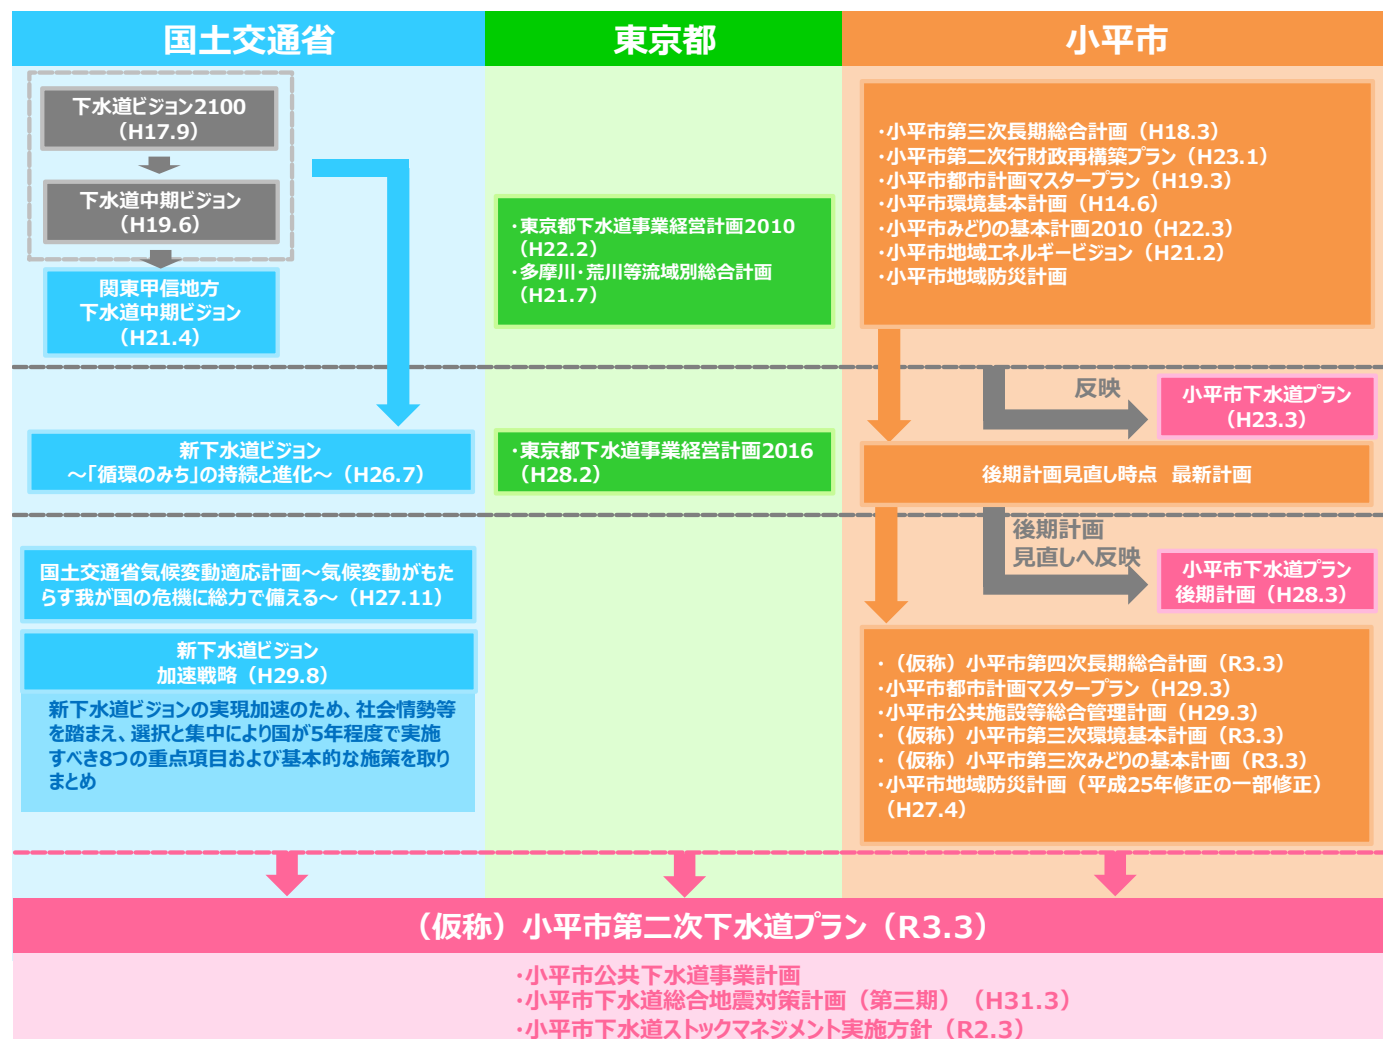 国土交通省
東京都
小平市
下水道ビジョン2100
（H17.9）
下水道中期ビジョン
（H19.6）
関東甲信地方
下水道中期ビジョン
（H21.4）
・東京都下水道事業経営計画2010
（H22.2）
・多摩川・荒川等流域別総合計画
（H21.7）
・小平市第三次長期総合計画（H18.3）
・小平市第二次行財政再構築プラン（H23.1）
・小平市都市計画マスタープラン（H19.3）
・小平市環境基本計画（H14.6）
・小平市みどりの基本計画2010（H22.3）
・小平市地域エネルギービジョン（H21.2）
・小平市地域防災計画
反映
小平市下水道プラン
（H23.3）
新下水道ビジョン
～「循環のみち」の持続と進化～（H26.7）
・東京都下水道事業経営計画2016
（H28.2）
後期計画見直し時点　最新計画
後期計画
見直しへ反映
小平市下水道プラン
後期計画（H28.3）
国土交通省気候変動適応計画～気候変動がもた
らす我が国の危機に総力で備える～（H27.11）
新下水道ビジョン
加速戦略（H29.8）
新下水道ビジョンの実現加速のため、社会情勢等
を踏まえ、選択と集中により国が5年程度で実施
すべき8つの重点項目および基本的な施策を取り
まとめ
・（仮称）小平市第四次長期総合計画（R3.3）
・小平市都市計画マスタープラン（H29.3）
・小平市公共施設等総合管理計画（H29.3）
・（仮称）小平市第三次環境基本計画（R3.3）
・（仮称）小平市第三次みどりの基本計画（R3.3）
・小平市地域防災計画（平成25年修正の一部修正）
（H27.4）
（仮称）小平市第二次下水道プラン（R3.3）
・小平市公共下水道事業計画
・小平市下水道総合地震対策計画（第三期）（H31.3）
・小平市下水道ストックマネジメント実施方針（R2.3）